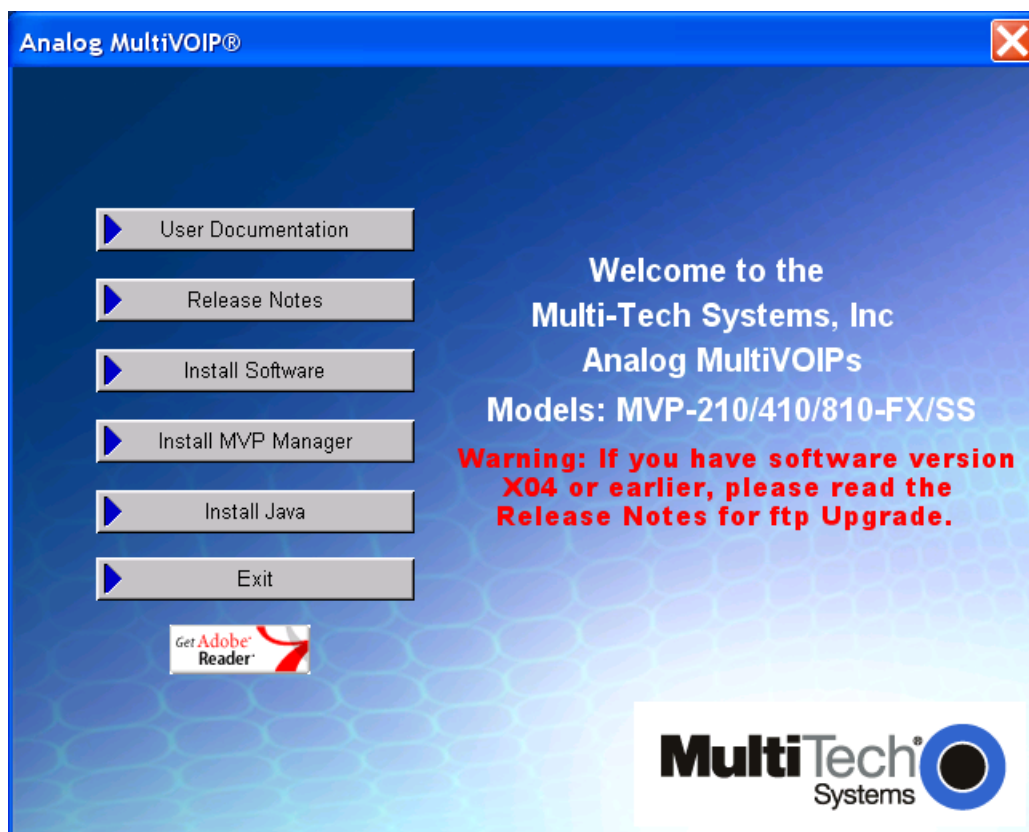 Analog MultiVOIP®
User Documentation
Release Notes
Install Software
Install MVP Manager
Install Java
Exit
Get Adobe®
Reader®
Welcome to the
Multi-Tech Systems, Inc
Analog MultiVOIPs
Models: MVP-210/410/810-FX/SS
Warning: If you have software version
X04 or earlier, please read the
Release Notes for ftp Upgrade.
MultiTech®
Systems